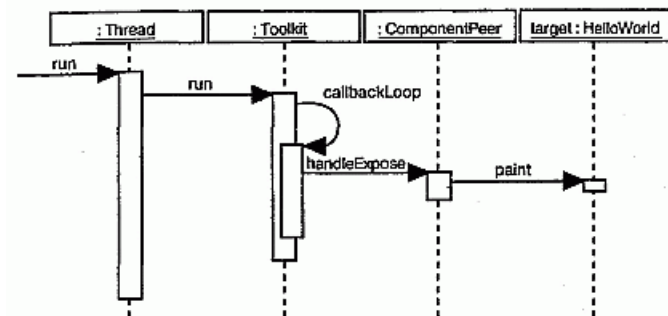 : Thread
: Toolkit
: ComponentPeer
target : HelloWorld
run
run
callbackLoop
handleExpose
paint